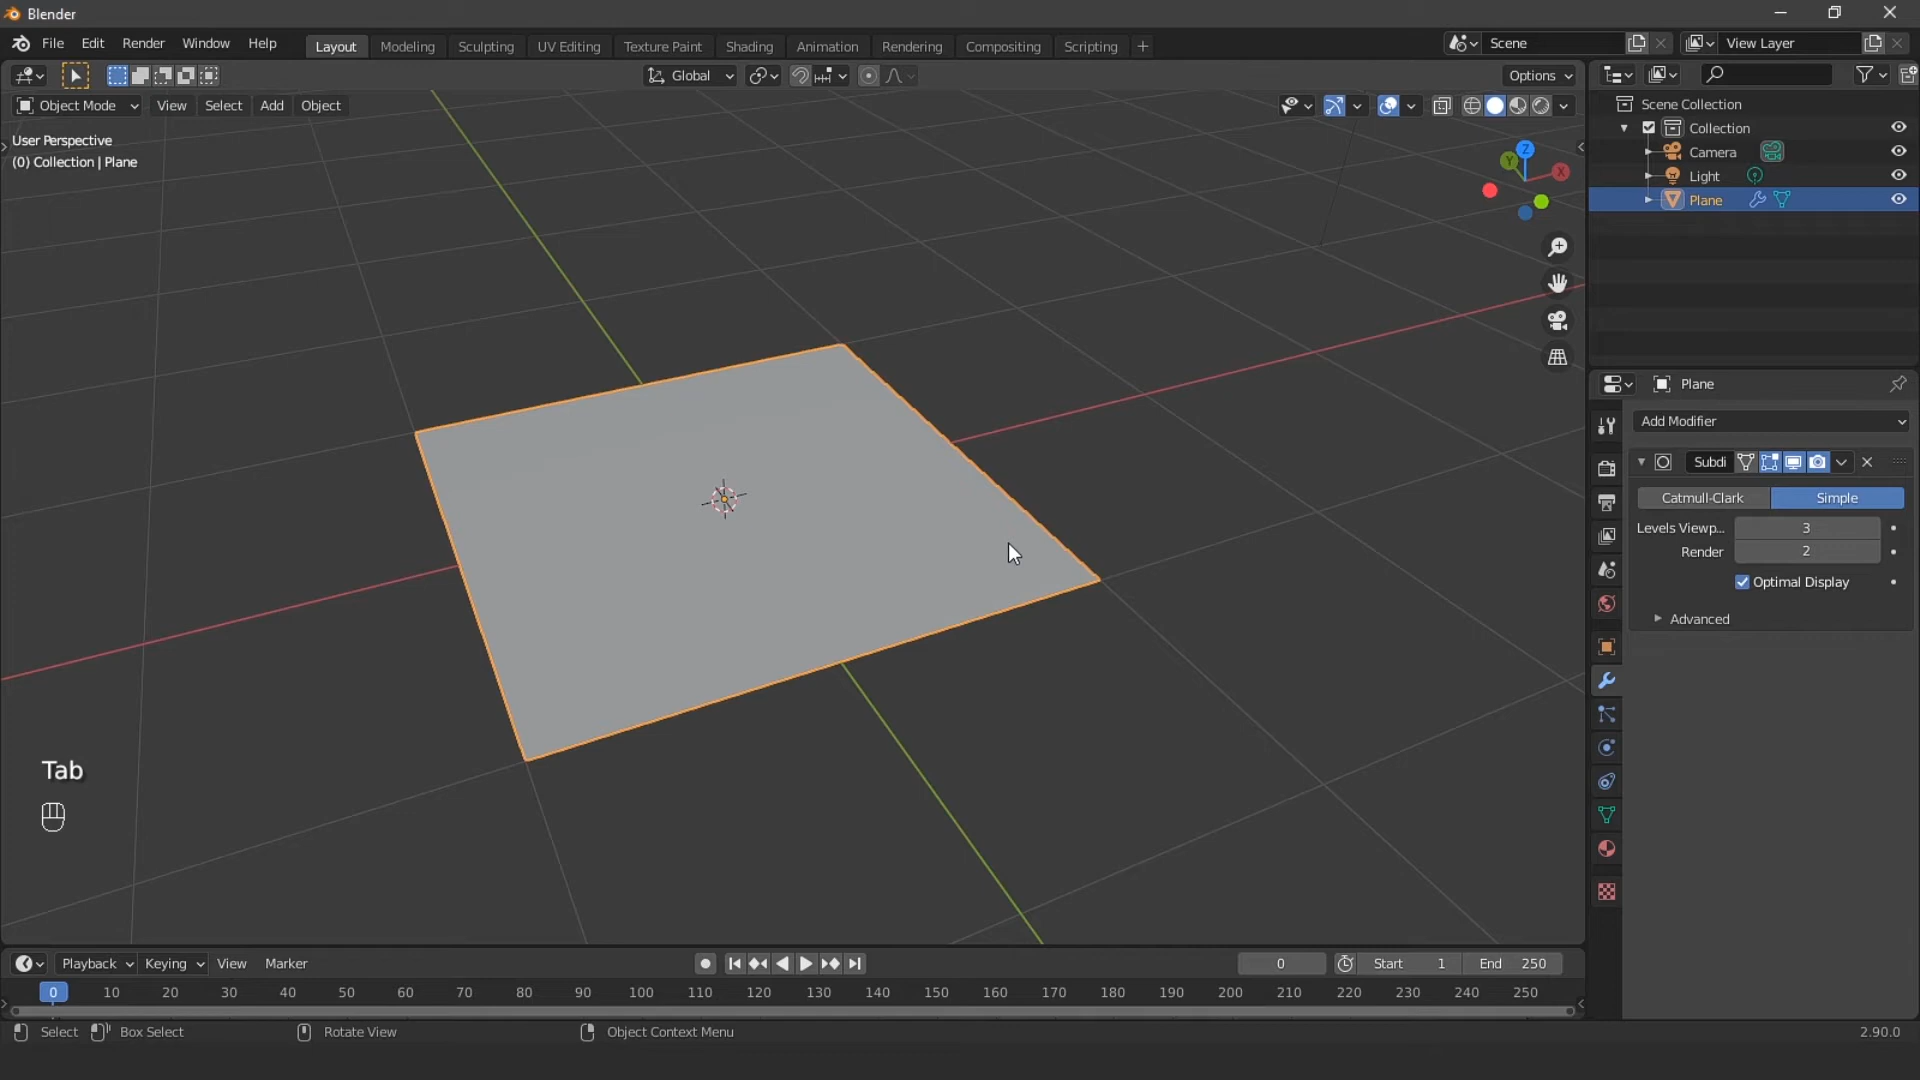 Blender
File Edit Render Window Help Layout Modeling Sculpting UV Editing Texture Paint Shading Animation Rendering Compositing Scripting + Scene View Layer
Global Options
Object Mode View Select Add Object
User Perspective
(0) Collection | Plane
Z
Y
X
Scene Collection
Collection
Camera
Light
Plane
Plane
Add Modifier
Subdi
Catmull-Clark Simple
Levels Viewp... 3
Render 2
Optimal Display
Advanced
Tab
Playback Keying View Marker 0 Start 1 End 250
0 10 20 30 40 50 60 70 80 90 100 110 120 130 140 150 160 170 180 190 200 210 220 230 240 250
Select Box Select Rotate View Object Context Menu 2.90.0